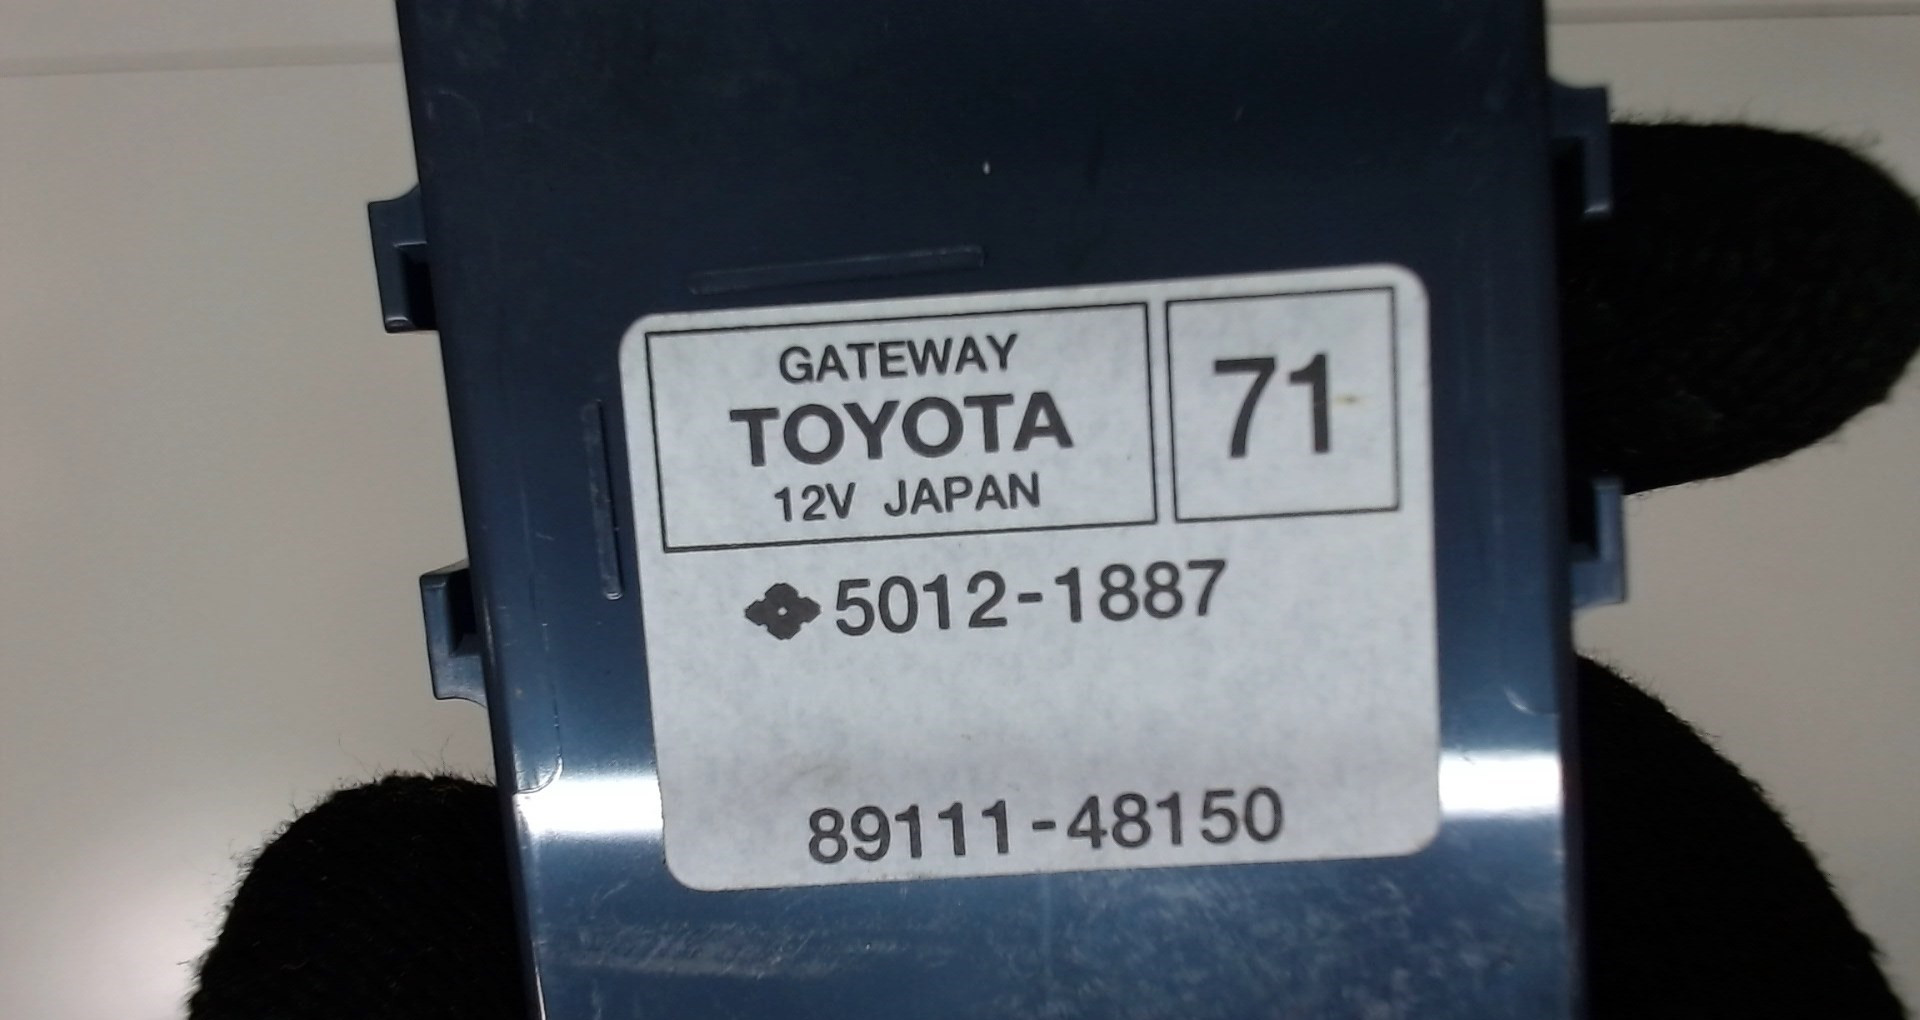 GATEWAY
TOYOTA
12V JAPAN
71
5012-1887
89111-48150